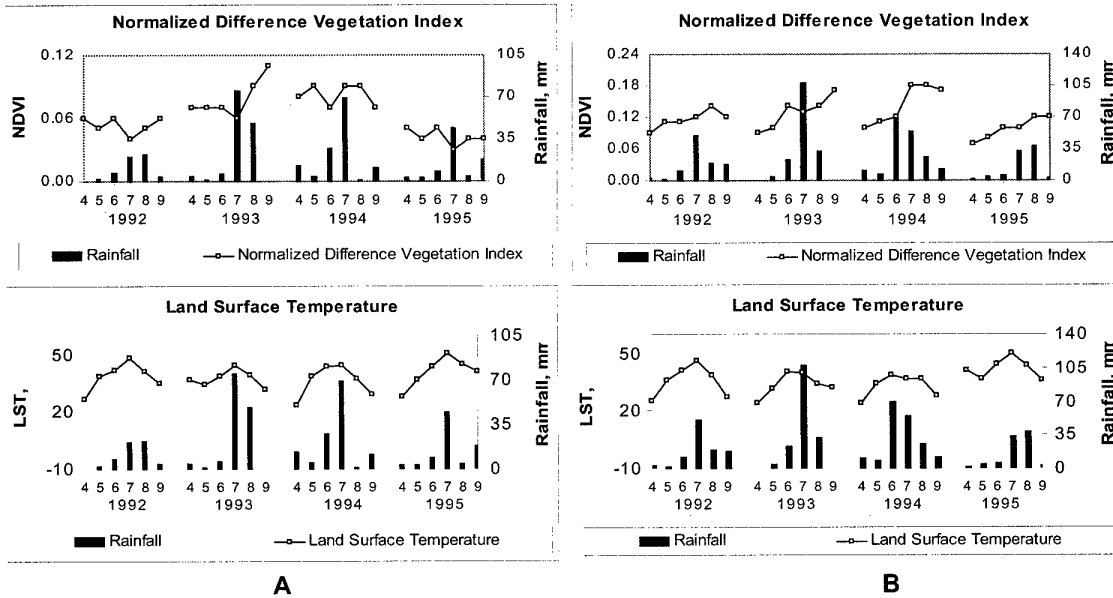 Normalized Difference Vegetation Index
NDVI
0.12
0.06
0.00
105
70
35
0
Rainfall, mm
4 5 6 7 8 9 4 5 6 7 8 9 4 5 6 7 8 9 4 5 6 7 8 9
1992 1993 1994 1995
Rainfall Normalized Difference Vegetation Index
Normalized Difference Vegetation Index
NDVI
0.24
0.18
0.12
0.06
0.00
140
105
70
35
0
Rainfall, mm
4 5 6 7 8 9 4 5 6 7 8 9 4 5 6 7 8 9 4 5 6 7 8 9
1992 1993 1994 1995
Rainfall Normalized Difference Vegetation Index
Land Surface Temperature
LST,
50
20
-10
105
70
35
0
Rainfall, mm
4 5 6 7 8 9 4 5 6 7 8 9 4 5 6 7 8 9 4 5 6 7 8 9
1992 1993 1994 1995
Rainfall Land Surface Temperature
A
Land Surface Temperature
LST,
50
20
-10
140
105
70
35
0
Rainfall, mm
4 5 6 7 8 9 4 5 6 7 8 9 4 5 6 7 8 9 4 5 6 7 8 9
1992 1993 1994 1995
Rainfall Land Surface Temperature
B